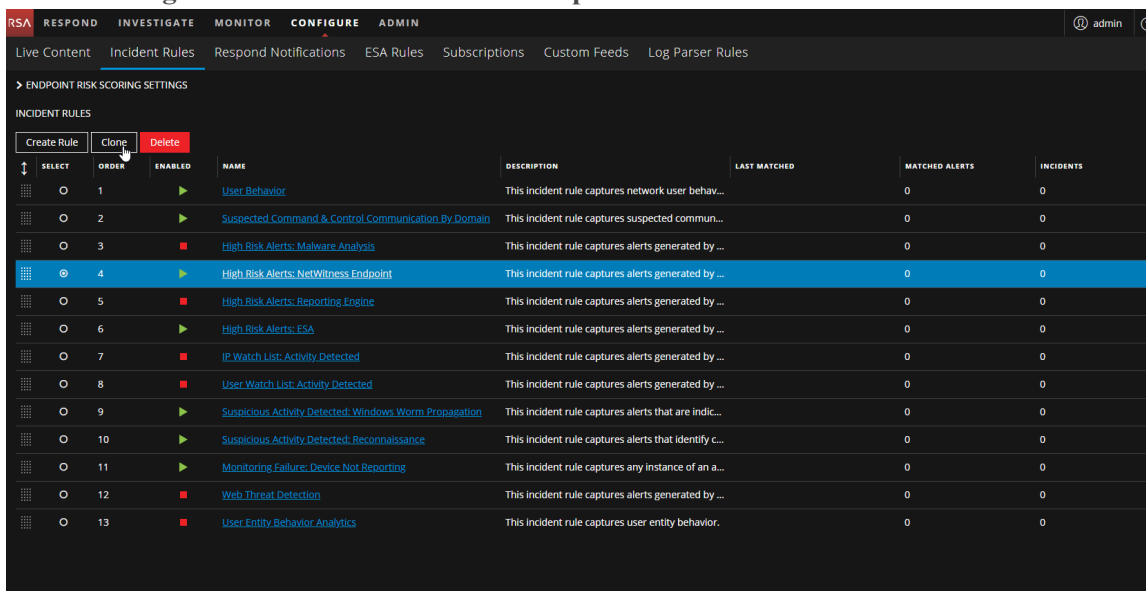 RSA RESPOND INVESTIGATE MONITOR CONFIGURE ADMIN admin
Live Content Incident Rules Respond Notifications ESA Rules Subscriptions Custom Feeds Log Parser Rules
ENDPOINT RISK SCORING SETTINGS
INCIDENT RULES
Create Rule Clone Delete
SELECT ORDER ENABLED NAME DESCRIPTION LAST MATCHED MATCHED ALERTS INCIDENTS
1 User Behavior This incident rule captures network user behav... 0 0
2 Suspected Command & Control Communication By Domain This incident rule captures suspected commun... 0 0
3 High Risk Alerts: Malware Analysis This incident rule captures alerts generated by ... 0 0
4 High Risk Alerts: NetWitness Endpoint This incident rule captures alerts generated by ... 0 0
5 High Risk Alerts: Reporting Engine This incident rule captures alerts generated by ... 0 0
6 High Risk Alerts: ESA This incident rule captures alerts generated by ... 0 0
7 IP Watch List: Activity Detected This incident rule captures alerts generated by ... 0 0
8 User Watch List: Activity Detected This incident rule captures alerts generated by ... 0 0
9 Suspicious Activity Detected: Windows Worm Propagation This incident rule captures alerts that are indic... 0 0
10 Suspicious Activity Detected: Reconnaissance This incident rule captures alerts that identify c... 0 0
11 Monitoring Failure: Device Not Reporting This incident rule captures any instance of an a... 0 0
12 Web Threat Detection This incident rule captures alerts generated by ... 0 0
13 User Entity Behavior Analytics This incident rule captures user entity behavior. 0 0